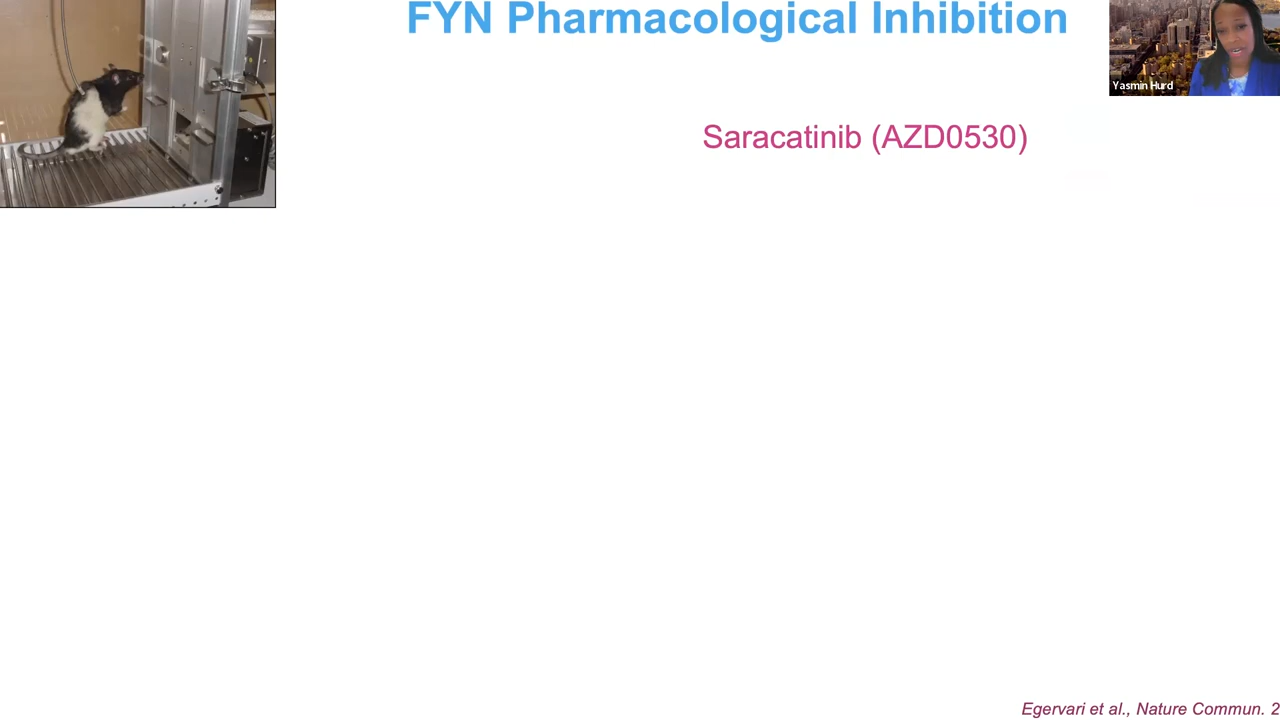 FYN Pharmacological Inhibition
Yasmin Hurd
Saracatinib (AZD0530)
Egervari et al., Nature Commun. 2